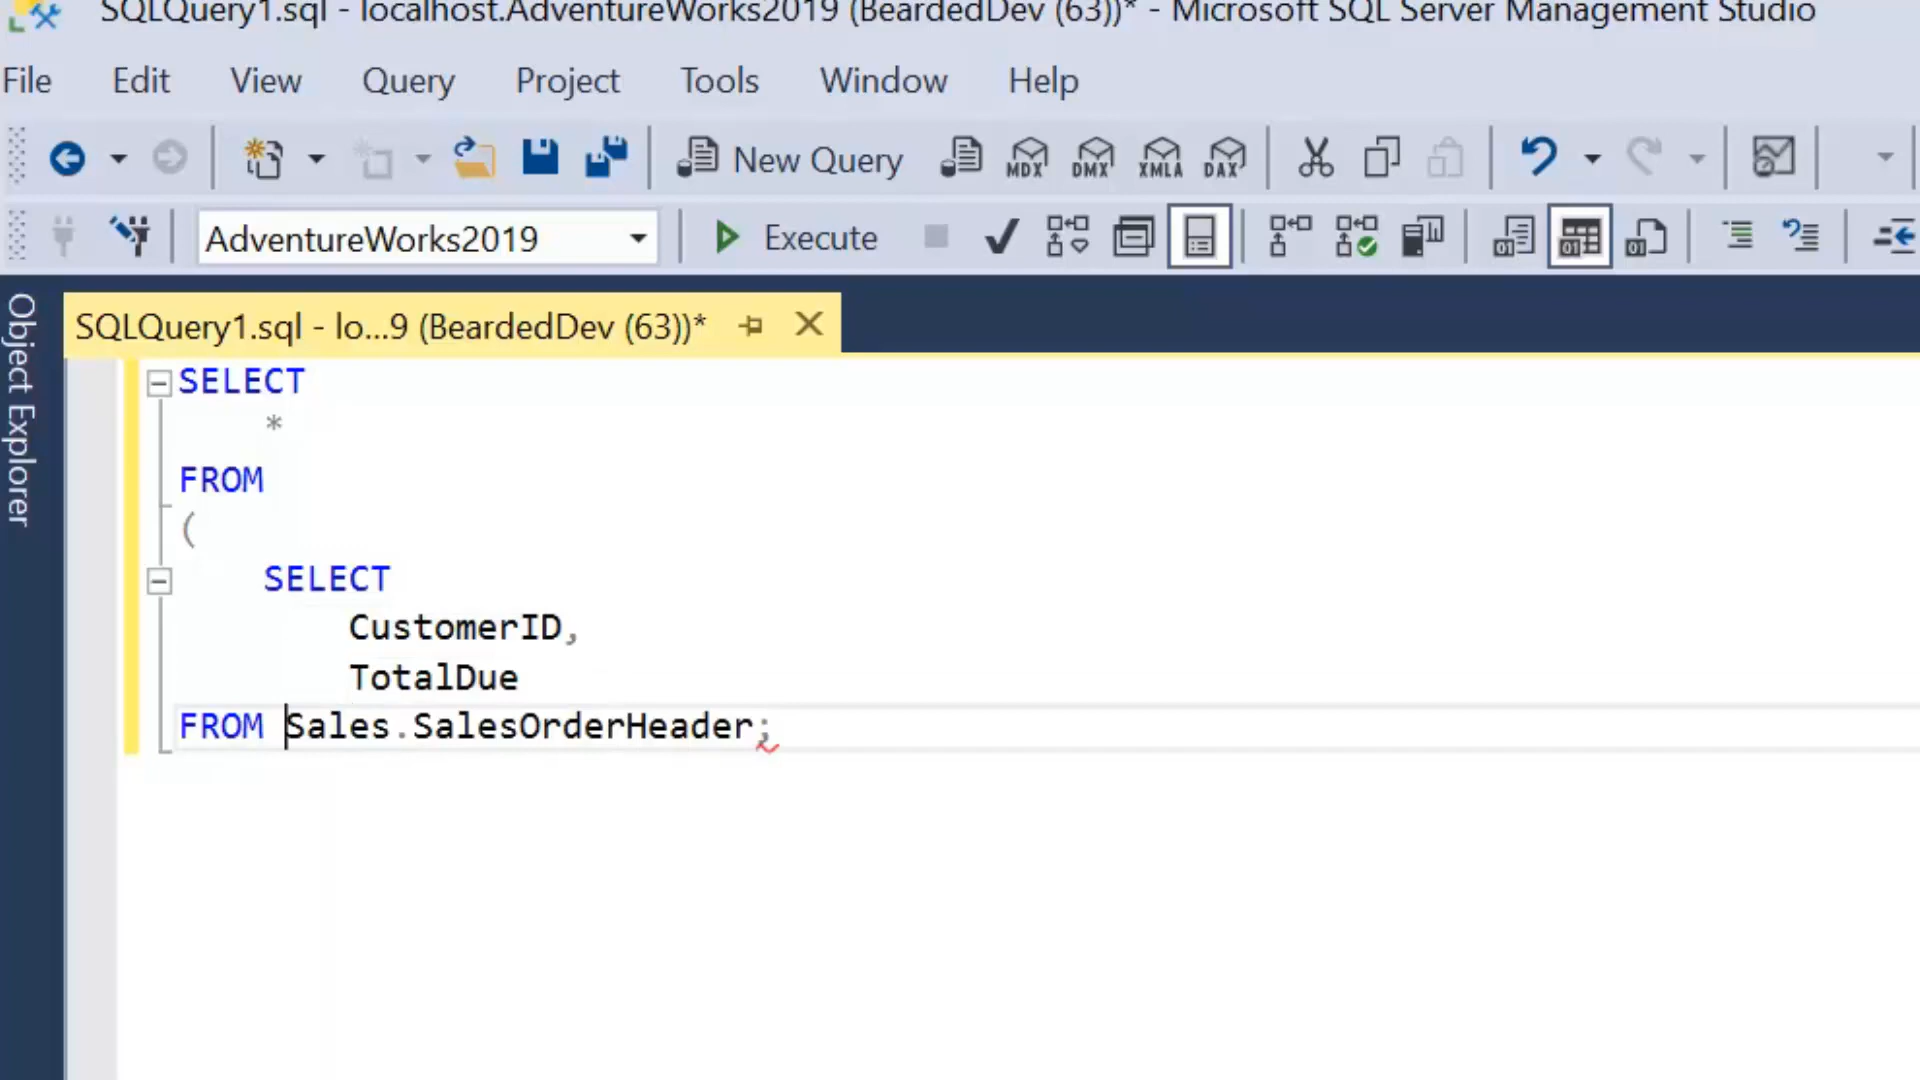 SQLQuery1.sql - localhost.AdventureWorks2019 (BeardedDev (63))* - Microsoft SQL Server Management Studio
File Edit View Query Project Tools Window Help
New Query MDX DMX XMLA DAX
AdventureWorks2019 Execute
Object Explorer
SQLQuery1.sql - lo...9 (BeardedDev (63))*
SELECT
*
FROM
(
SELECT
CustomerID,
TotalDue
FROM Sales.SalesOrderHeader;